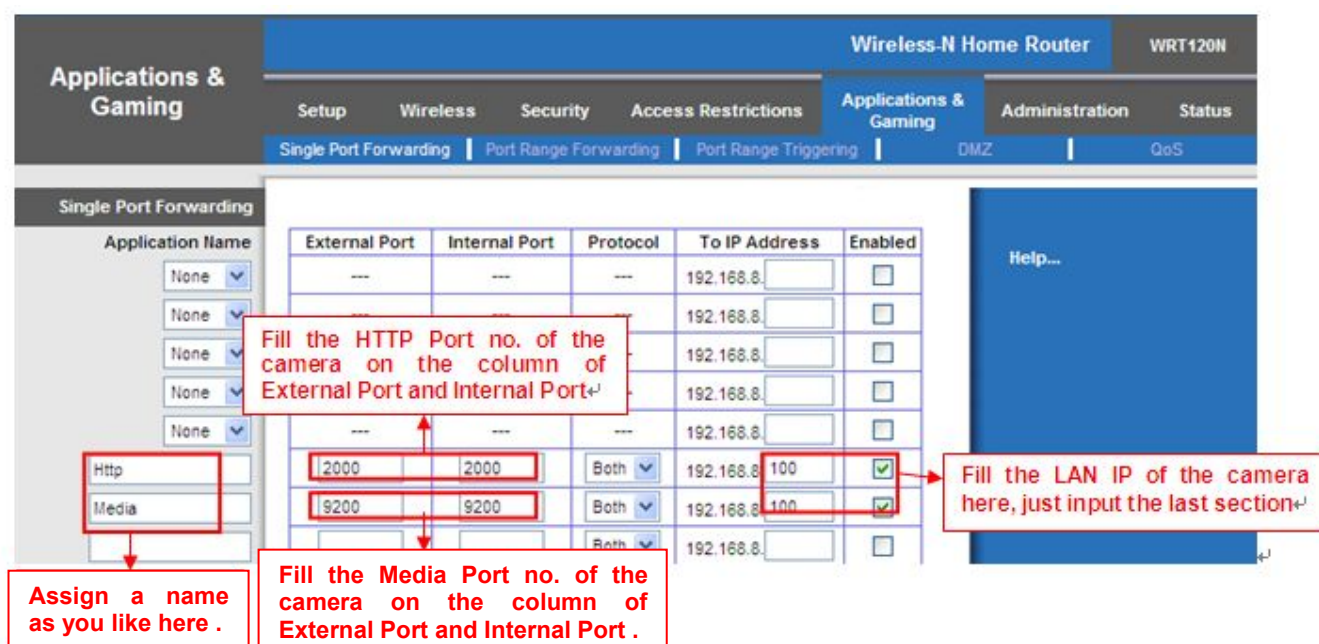 Wireless-N Home Router WRT120N
Applications &
Gaming
Setup Wireless Security Access Restrictions Applications & Gaming Administration Status
Single Port Forwarding Port Range Forwarding Port Range Triggering DMZ QoS
Single Port Forwarding
Application Name External Port Internal Port Protocol To IP Address Enabled
Help...
None --- --- --- 192.168.8.
None --- --- 192.168.8.
None 192.168.8.
None 192.168.8.
None --- --- --- 192.168.8.
Fill the HTTP Port no. of the
camera on the column of
External Port and Internal Port↵
Http 2000 2000 Both 192.168.8. 100
Media 9200 9200 Both 192.168.8. 100
Both 192.168.8.
Fill the LAN IP of the camera
here, just input the last section↵
↵
Assign a name
as you like here .
Fill the Media Port no. of the
camera on the column of
External Port and Internal Port .